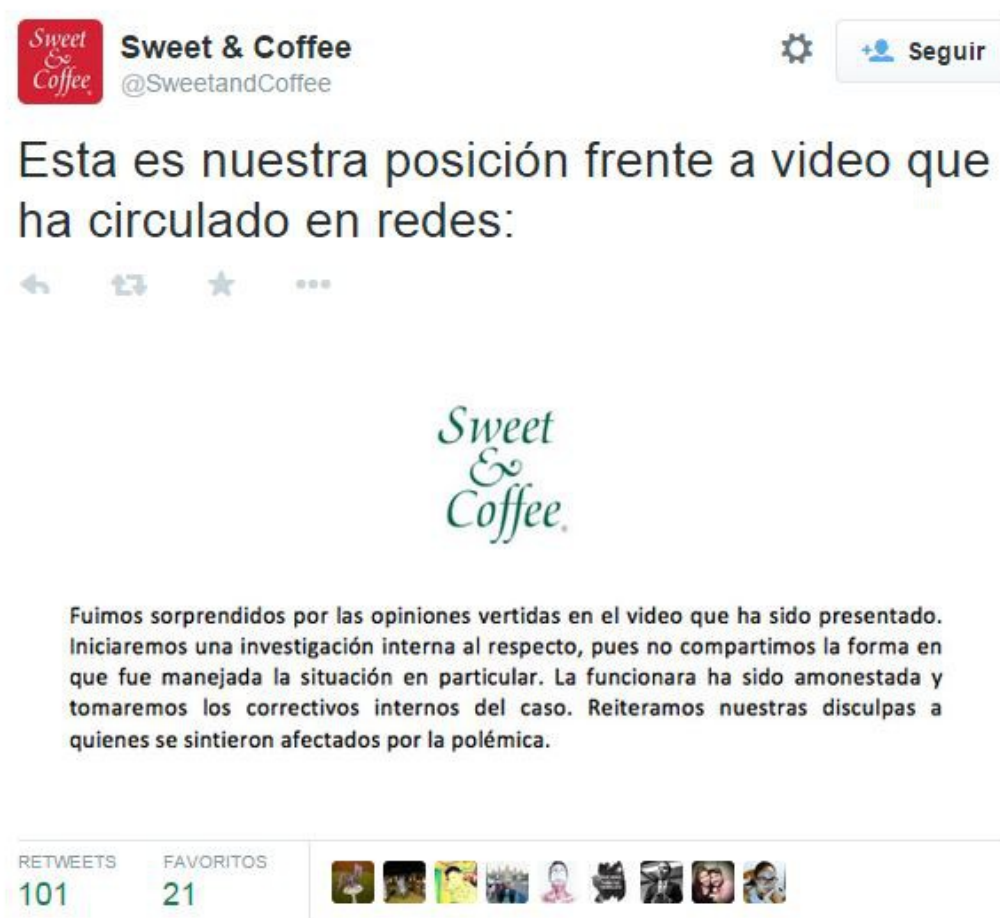 Sweet
&
Coffee
Sweet & Coffee
@SweetandCoffee
Seguir
Esta es nuestra posición frente a video que
ha circulado en redes:
Sweet
&
Coffee
Fuimos sorprendidos por las opiniones vertidas en el video que ha sido presentado.
Iniciaremos una investigación interna al respecto, pues no compartimos la forma en
que fue manejada la situación en particular. La funcionara ha sido amonestada y
tomaremos los correctivos internos del caso. Reiteramos nuestras disculpas a
quienes se sintieron afectados por la polémica.
RETWEETS
FAVORITOS
101
21